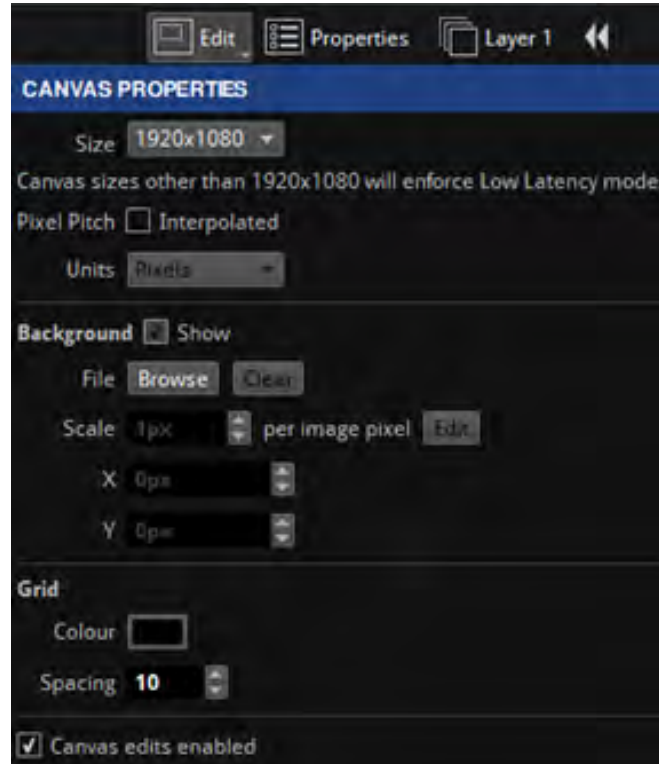 Edit Properties Layer 1
CANVAS PROPERTIES
Size 1920x1080
Canvas sizes other than 1920x1080 will enforce Low Latency mode
Pixel Pitch Interpolated
Units Pixels
Background Show
File Browse Clear
Scale 1px per image pixel Edit
X 0px
Y 0px
Grid
Colour
Spacing 10
Canvas edits enabled